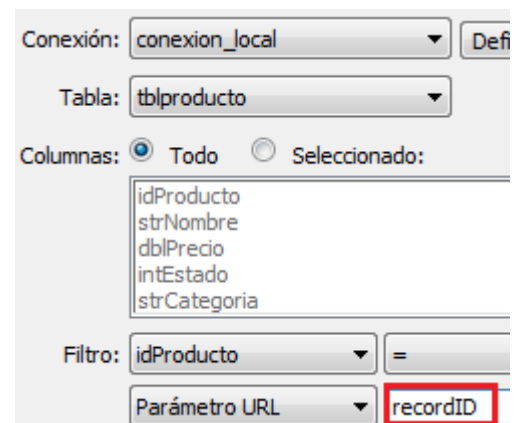 Conexión: conexion_local Defi
Tabla: tblproducto
Columnas: Todo Seleccionado:
idProducto
strNombre
dblPrecio
intEstado
strCategoria
Filtro: idProducto =
Parámetro URL recordID